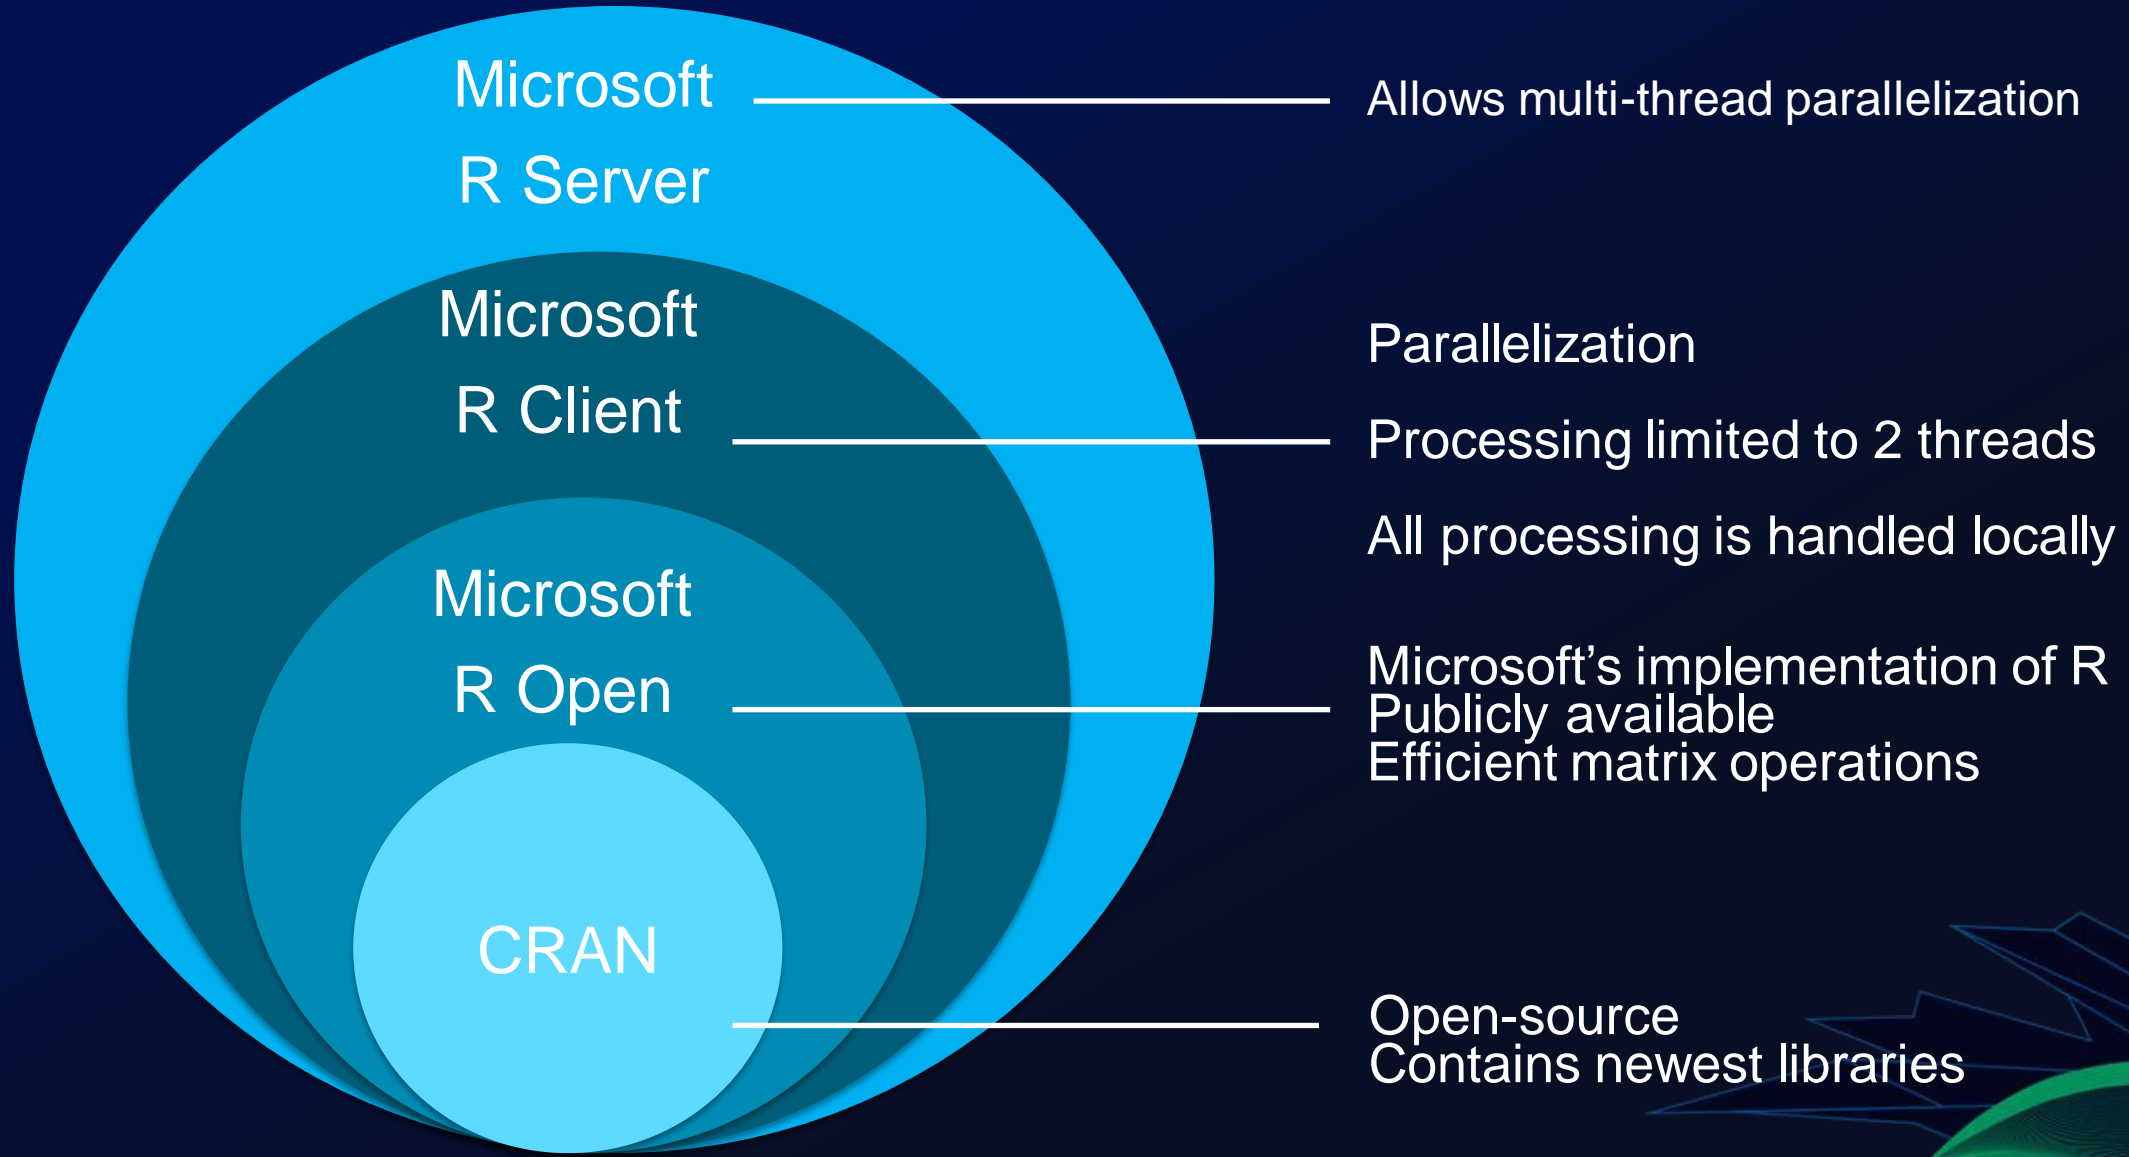 Microsoft
R Server
Allows multi-thread parallelization
Microsoft
R Client
Parallelization
Processing limited to 2 threads
All processing is handled locally
Microsoft
R Open
Microsoft’s implementation of R
Publicly available
Efficient matrix operations
CRAN
Open-source
Contains newest libraries